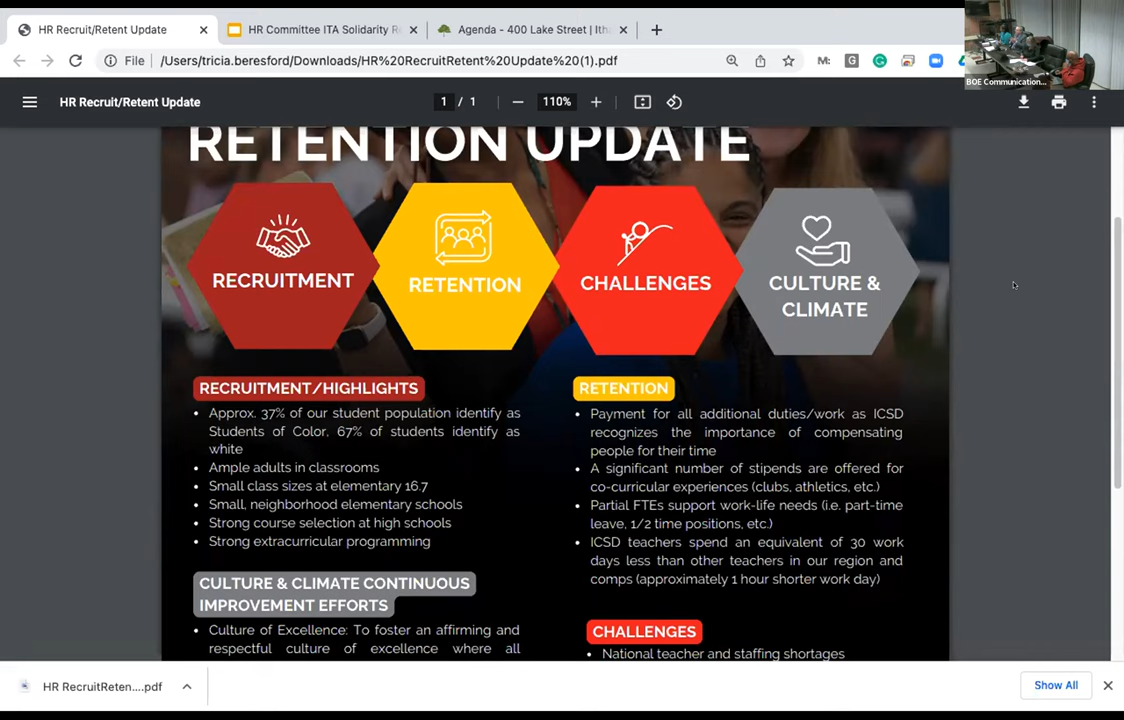 HR Recruit/Retent Update
HR Committee ITA Solidarity R
Agenda - 400 Lake Street | Ith
File
/Users/tricia.beresford/Downloads/HR%20RecruitRetent%20Update%20(1).pdf
M:
G
BOE Communication...
HR Recruit/Retent Update
1 / 1
110%
RETENTION UPDATE
RECRUITMENT
RETENTION
CHALLENGES
CULTURE &
CLIMATE
RECRUITMENT/HIGHLIGHTS
• Approx. 37% of our student population identify as
Students of Color, 67% of students identify as
white
• Ample adults in classrooms
• Small class sizes at elementary 16.7
• Small, neighborhood elementary schools
• Strong course selection at high schools
• Strong extracurricular programming
CULTURE & CLIMATE CONTINUOUS
IMPROVEMENT EFFORTS
• Culture of Excellence: To foster an affirming and
respectful culture of excellence where all
RETENTION
• Payment for all additional duties/work as ICSD
recognizes the importance of compensating
people for their time
• A significant number of stipends are offered for
co-curricular experiences (clubs, athletics, etc.)
• Partial FTEs support work-life needs (i.e. part-time
leave, 1/2 time positions, etc.)
• ICSD teachers spend an equivalent of 30 work
days less than other teachers in our region and
comps (approximately 1 hour shorter work day)
CHALLENGES
• National teacher and staffing shortages
HR RecruitReten....pdf
Show All